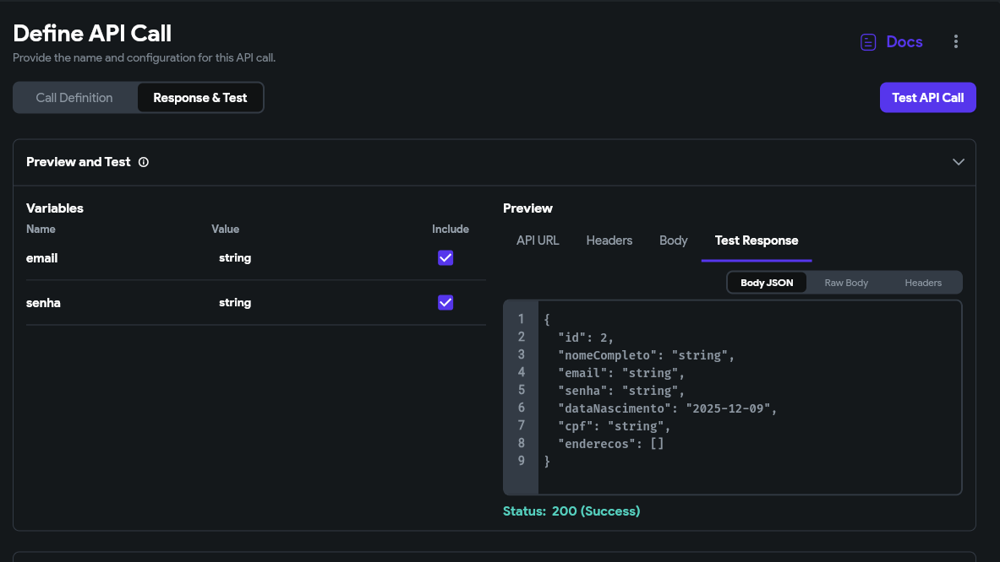 Define API Call
Provide the name and configuration for this API call.
Docs
Call Definition
Response & Test
Test API Call
Preview and Test
Variables
Name Value Include
email string
senha string
Preview
API URL Headers Body Test Response
Body JSON Raw Body Headers
1 {
2 "id": 2,
3 "nomeCompleto": "string",
4 "email": "string",
5 "senha": "string",
6 "dataNascimento": "2025-12-09",
7 "cpf": "string",
8 "enderecos": []
9 }
Status: 200 (Success)